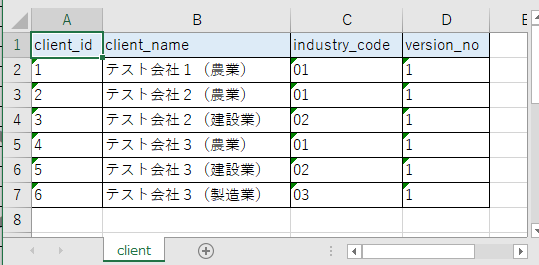 A B C D E
1 client_id client_name industry_code version_no
2 1 テスト会社1（農業） 01 1
3 2 テスト会社2（農業） 01 1
4 3 テスト会社2（建設業） 02 1
5 4 テスト会社3（農業） 01 1
6 5 テスト会社3（建設業） 02 1
7 6 テスト会社3（製造業） 03 1
8
client